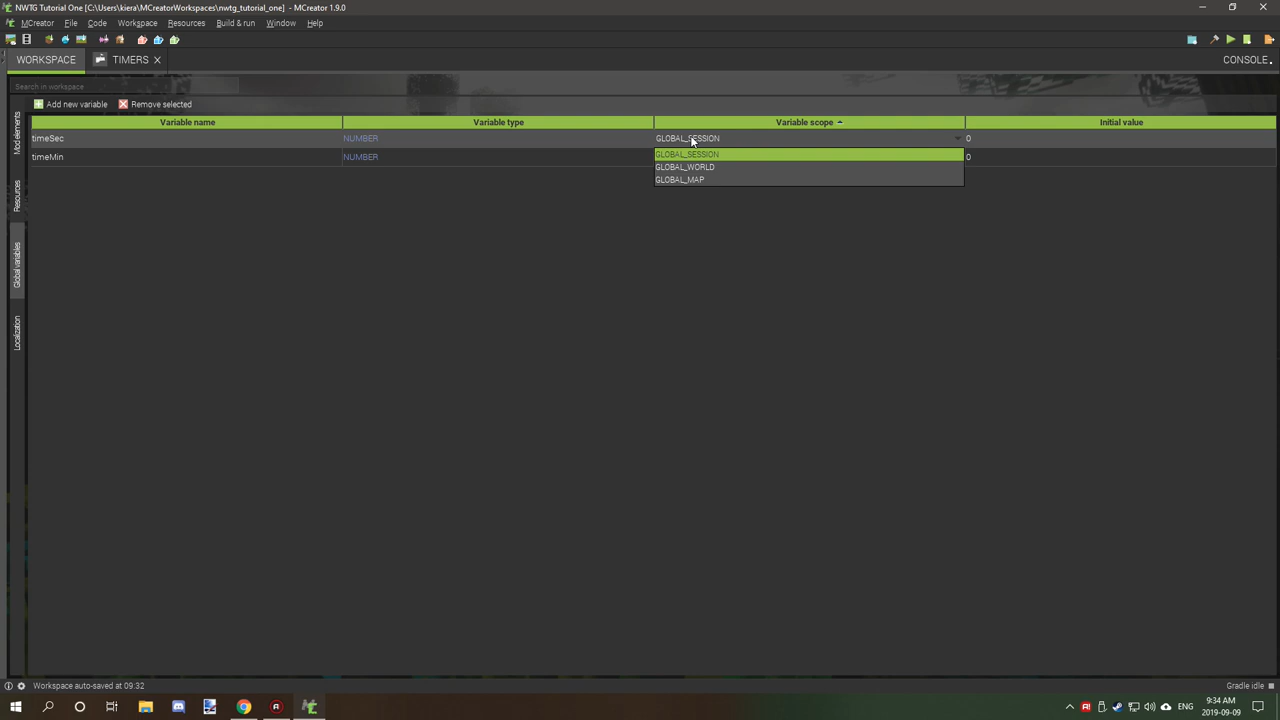 NWTG Tutorial One [C:\Users\kiera\MCreatorWorkspaces\nwtg_tutorial_one] - MCreator 1.9.0
MCreator File Code Workspace Resources Build & run Window Help
WORKSPACE TIMERS CONSOLE
Search in workspace
Add new variable Remove selected
Variable name Variable type Variable scope Initial value
timeSec NUMBER GLOBAL_SESSION 0
timeMin NUMBER 0
GLOBAL_SESSION
GLOBAL_WORLD
GLOBAL_MAP
Mod elements
Resources
Global variables
Localization
Workspace auto-saved at 09:32 Gradle idle
ENG 9:34 AM
2019-09-09